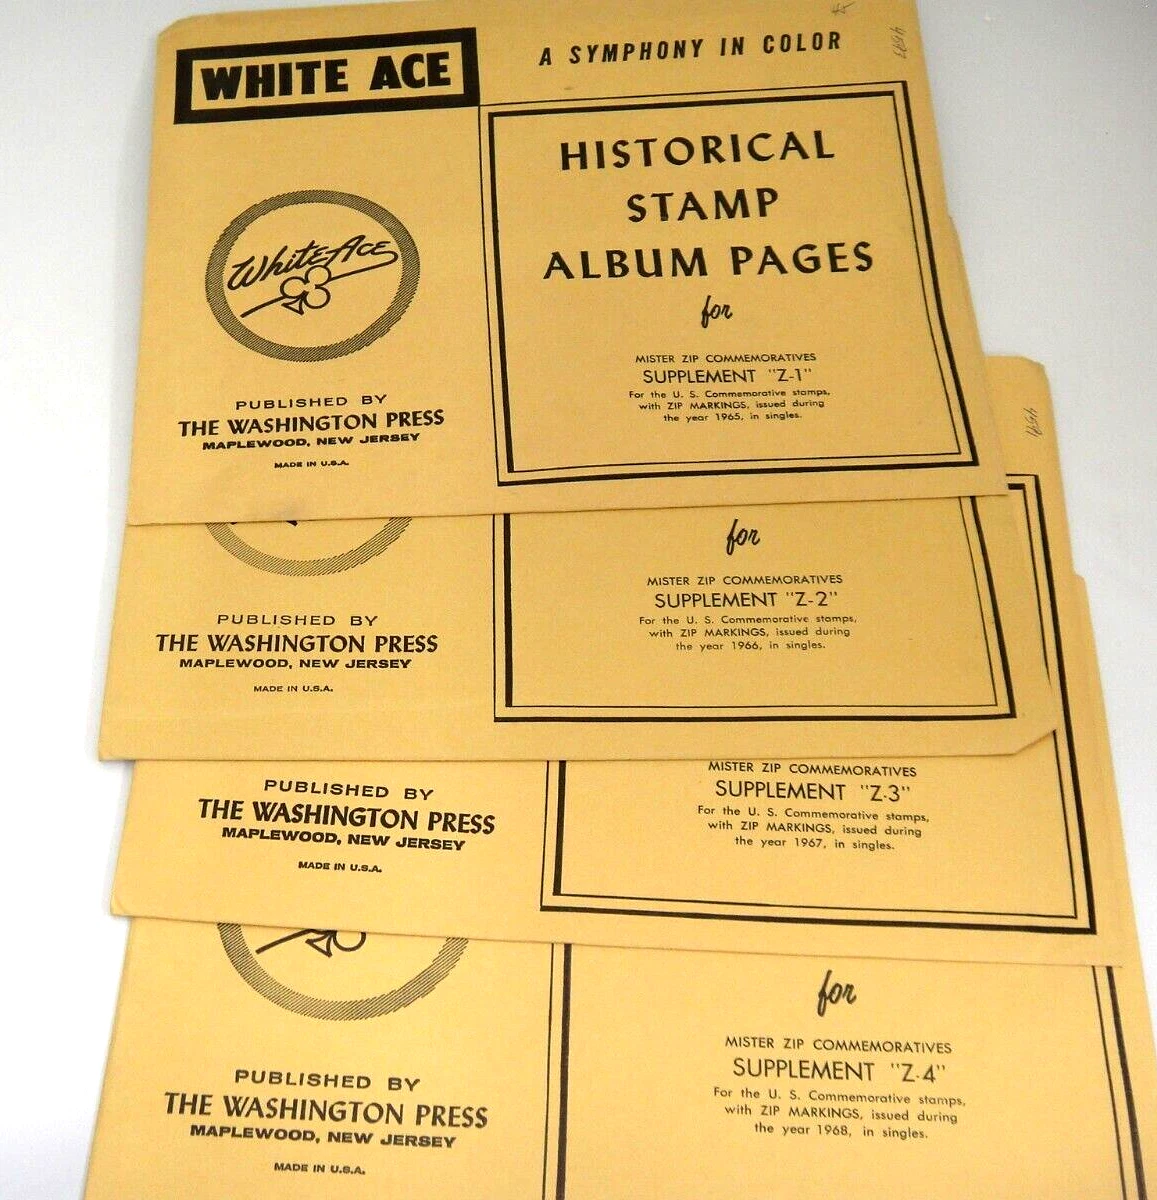 WHITE ACE
A SYMPHONY IN COLOR
HISTORICAL
STAMP
ALBUM PAGES
for
MISTER ZIP COMMEMORATIVES
SUPPLEMENT "Z-1"
For the U. S. Commemorative stamps,
with ZIP MARKINGS, issued during
the year 1965, in singles.
White Ace
PUBLISHED BY
THE WASHINGTON PRESS
MAPLEWOOD, NEW JERSEY
MADE IN U.S.A.
for
MISTER ZIP COMMEMORATIVES
SUPPLEMENT "Z-2"
For the U. S. Commemorative stamps,
with ZIP MARKINGS, issued during
the year 1966, in singles.
PUBLISHED BY
THE WASHINGTON PRESS
MAPLEWOOD, NEW JERSEY
MADE IN U.S.A.
MISTER ZIP COMMEMORATIVES
SUPPLEMENT "Z-3"
For the U. S. Commemorative stamps,
with ZIP MARKINGS, issued during
the year 1967, in singles.
PUBLISHED BY
THE WASHINGTON PRESS
MAPLEWOOD, NEW JERSEY
MADE IN U.S.A.
for
MISTER ZIP COMMEMORATIVES
SUPPLEMENT "Z-4"
For the U. S. Commemorative stamps,
with ZIP MARKINGS, issued during
the year 1968, in singles.
PUBLISHED BY
THE WASHINGTON PRESS
MAPLEWOOD, NEW JERSEY
MADE IN U.S.A.